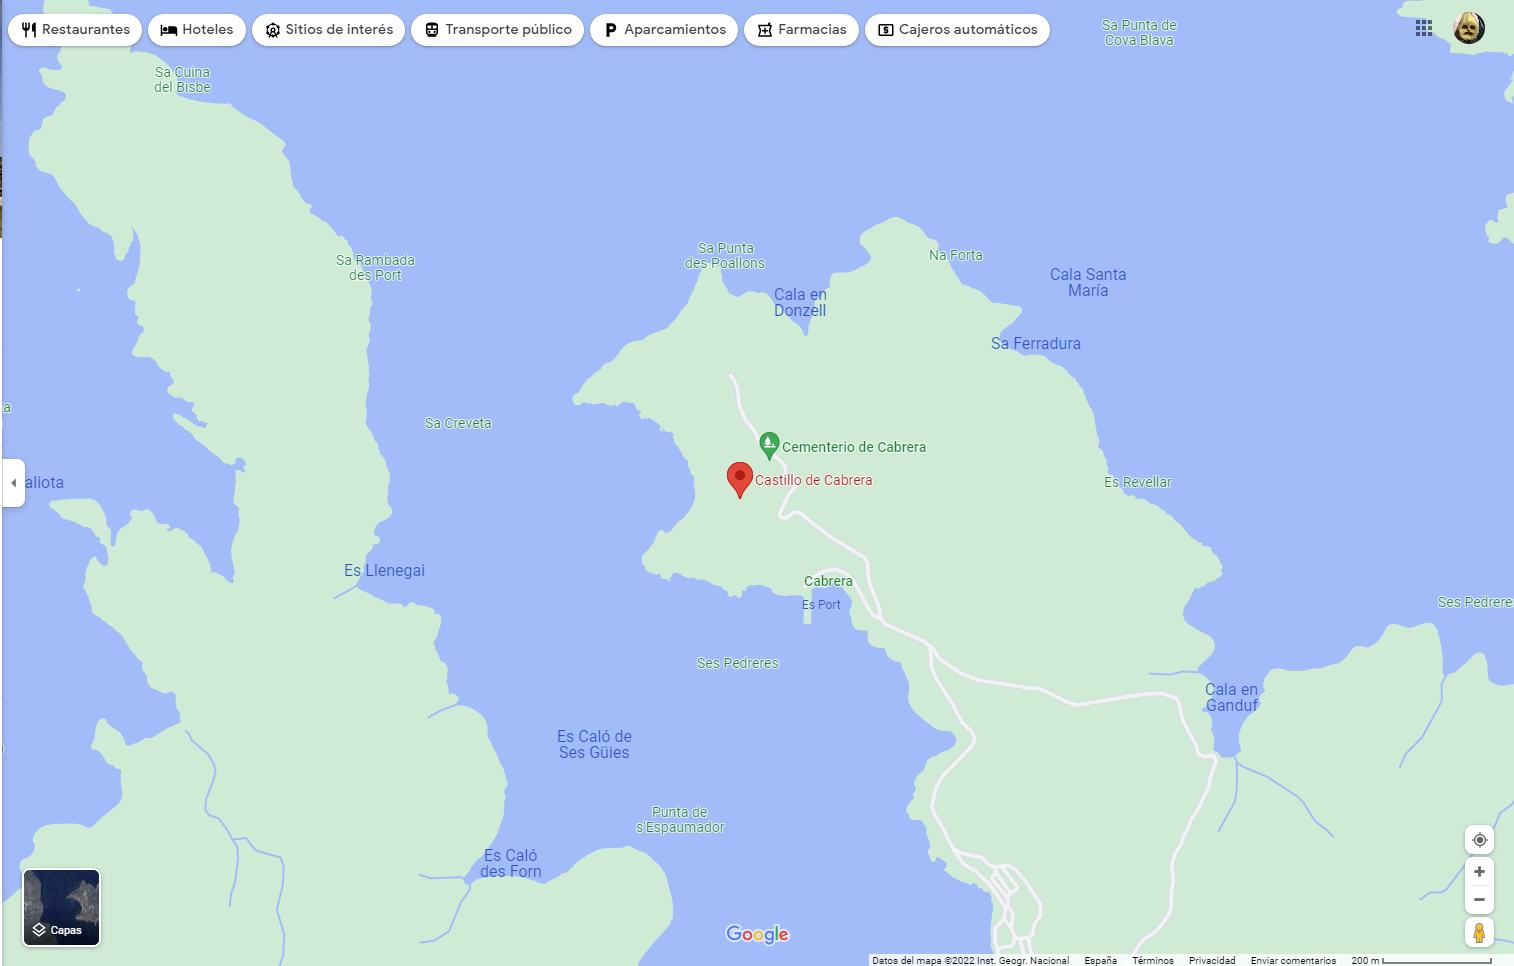 Restaurantes
Hoteles
Sitios de interés
Transporte público
Aparcamientos
Farmacias
Cajeros automáticos
Sa Punta de
Cova Blava
Sa Cuina
del Bisbe
Sa Rambada
des Port
Sa Punta
des Poallons
Na Forta
Cala Santa
María
Cala en
Donzell
Sa Ferradura
Sa Creveta
Cementerio de Cabrera
Castillo de Cabrera
Es Revellar
aliota
Es Llenegai
Cabrera
Es Port
Ses Pedrere
Ses Pedreres
Cala en
Ganduf
Es Caló de
Ses Güies
Punta de
s'Espaumador
Es Caló
des Forn
Capas
Google
Datos del mapa ©2022 Inst. Geogr. Nacional España Términos Privacidad Enviar comentarios 200 m